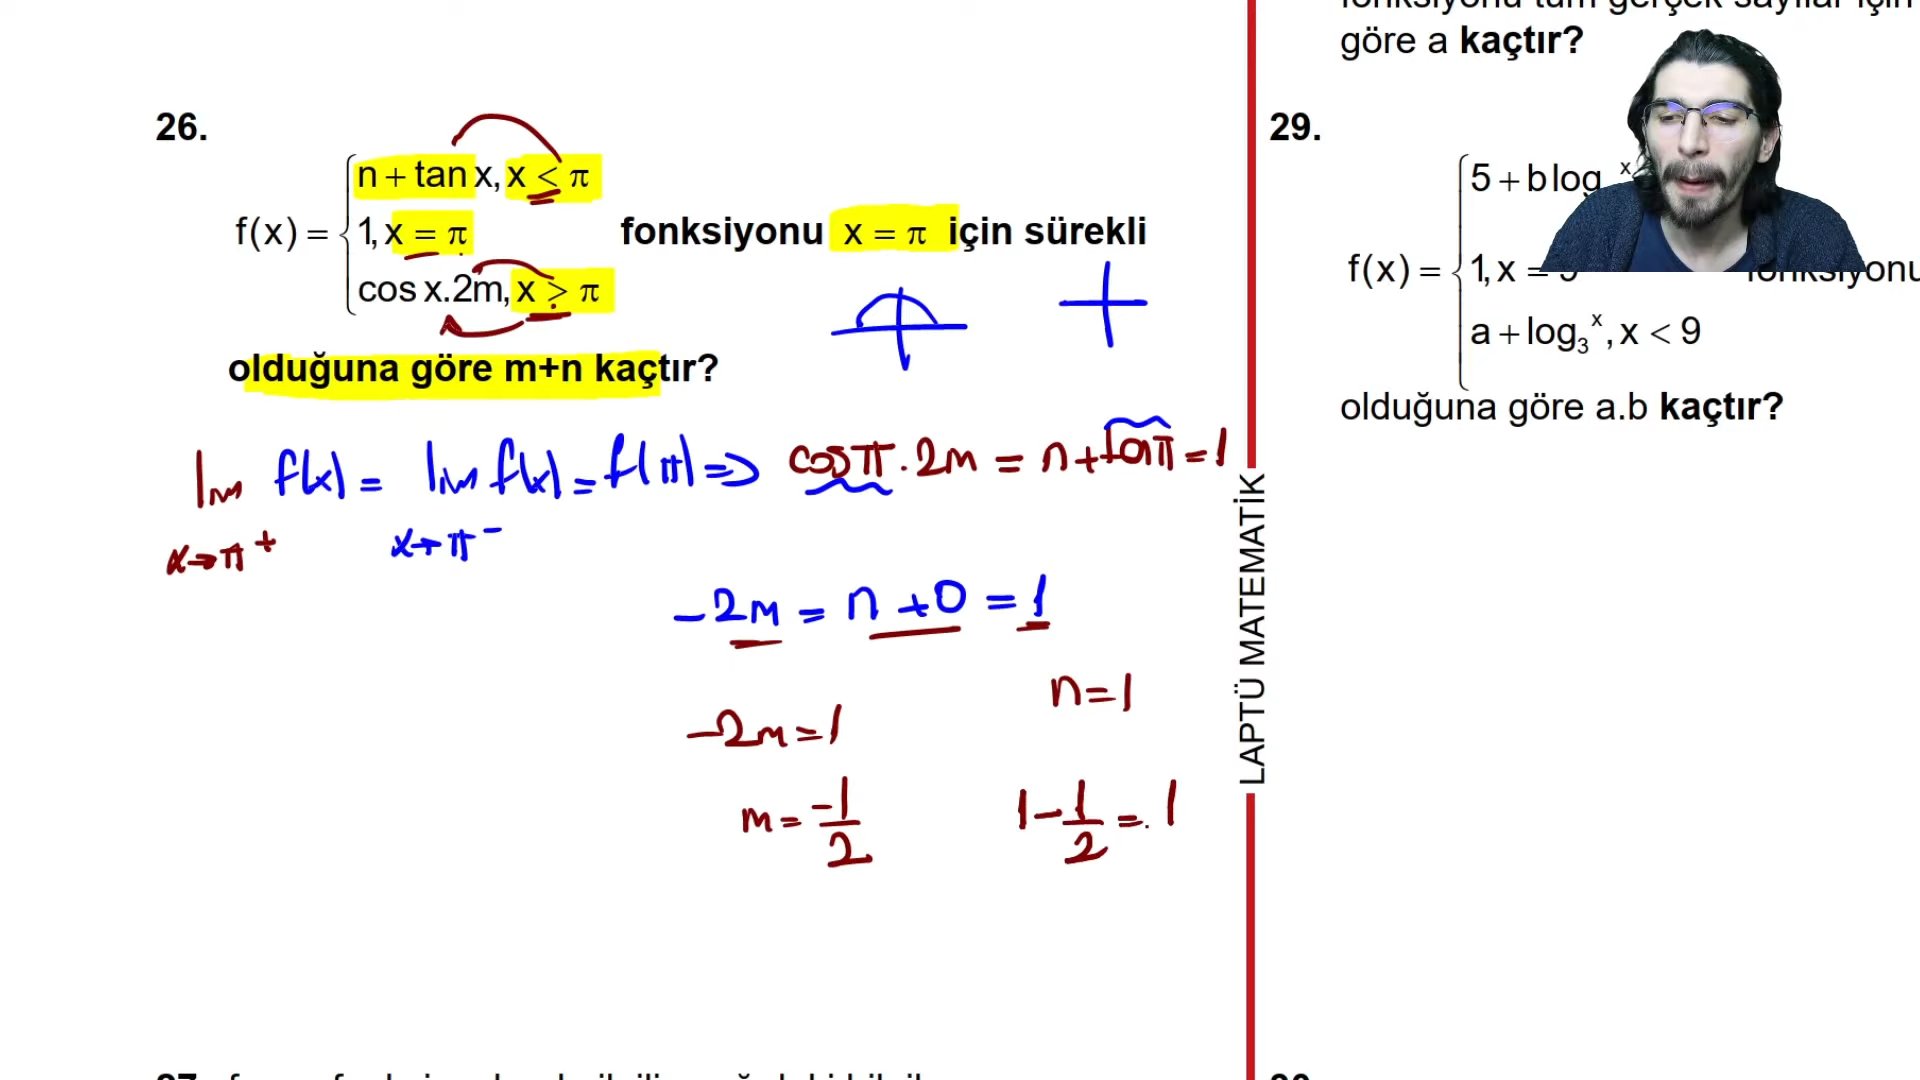 26.
n + tan x, x < π
f(x) = 1, x = π
cos x.2m, x > π
fonksiyonu x = π için sürekli
olduğuna göre m+n kaçtır?
lim f(x) = lim f(x) = f(π) => cosπ . 2m = n + tanπ = 1
x→π⁺ x→π⁻
-2m = n + 0 = 1
n = 1
-2m = 1
m = -1/2
1 - 1/2 = 1
LAPTÜ MATEMATİK
göre a kaçtır?
29.
5 + b log x
f(x) = 1, x =
a + log₃ˣ, x < 9
olduğuna göre a.b kaçtır?